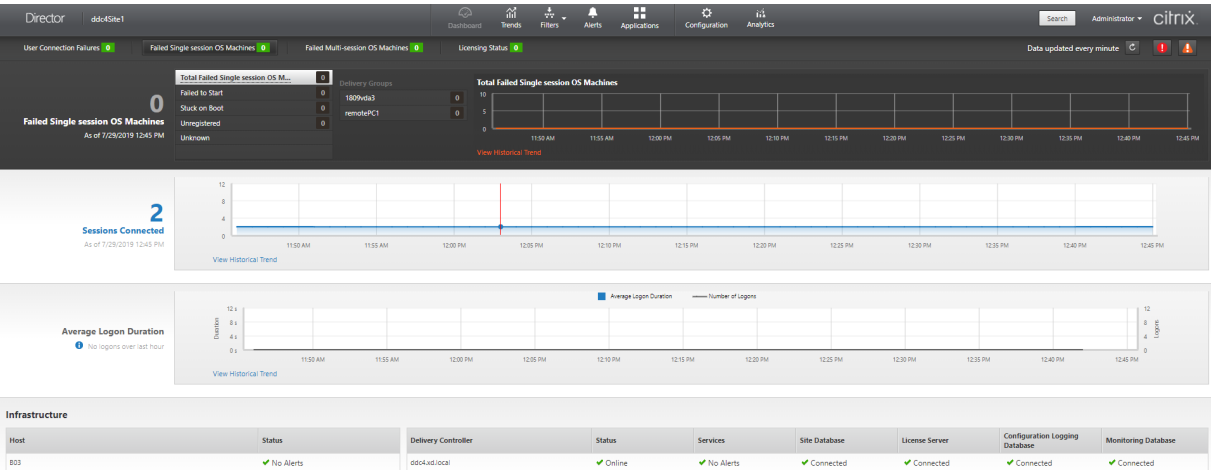 Director ddc4Site1 Dashboard Trends Filters Alerts Applications Configuration Analytics Search Administrator citrix
User Connection Failures 0 Failed Single session OS Machines 0 Failed Multi-session OS Machines 0 Licensing Status 0 Data updated every minute
0
Failed Single session OS Machines
As of 7/29/2019 12:45 PM
Total Failed Single session OS M... 0
Failed to Start 0
Stuck on Boot 0
Unregistered 0
Unknown
Delivery Groups
1809vda3 0
remotePC1 0
Total Failed Single session OS Machines
10
5
0
11:50 AM 11:55 AM 12:00 PM 12:05 PM 12:10 PM 12:15 PM 12:20 PM 12:25 PM 12:30 PM 12:35 PM 12:40 PM 12:45 PM
View Historical Trend
2
Sessions Connected
As of 7/29/2019 12:45 PM
12
8
4
0
11:50 AM 11:55 AM 12:00 PM 12:05 PM 12:10 PM 12:15 PM 12:20 PM 12:25 PM 12:30 PM 12:35 PM 12:40 PM 12:45 PM
View Historical Trend
Average Logon Duration
No logons over last hour
Average Logon Duration Number of Logons
Duration
12 s
8 s
4 s
0 s
12
8
4
0
Logons
11:50 AM 11:55 AM 12:00 PM 12:05 PM 12:10 PM 12:15 PM 12:20 PM 12:25 PM 12:30 PM 12:35 PM 12:40 PM 12:45 PM
View Historical Trend
Infrastructure
Host Status
B03 No Alerts
Delivery Controller Status Services Site Database License Server Configuration Logging Database Monitoring Database
ddc4.xd.local Online No Alerts Connected Connected Connected Connected